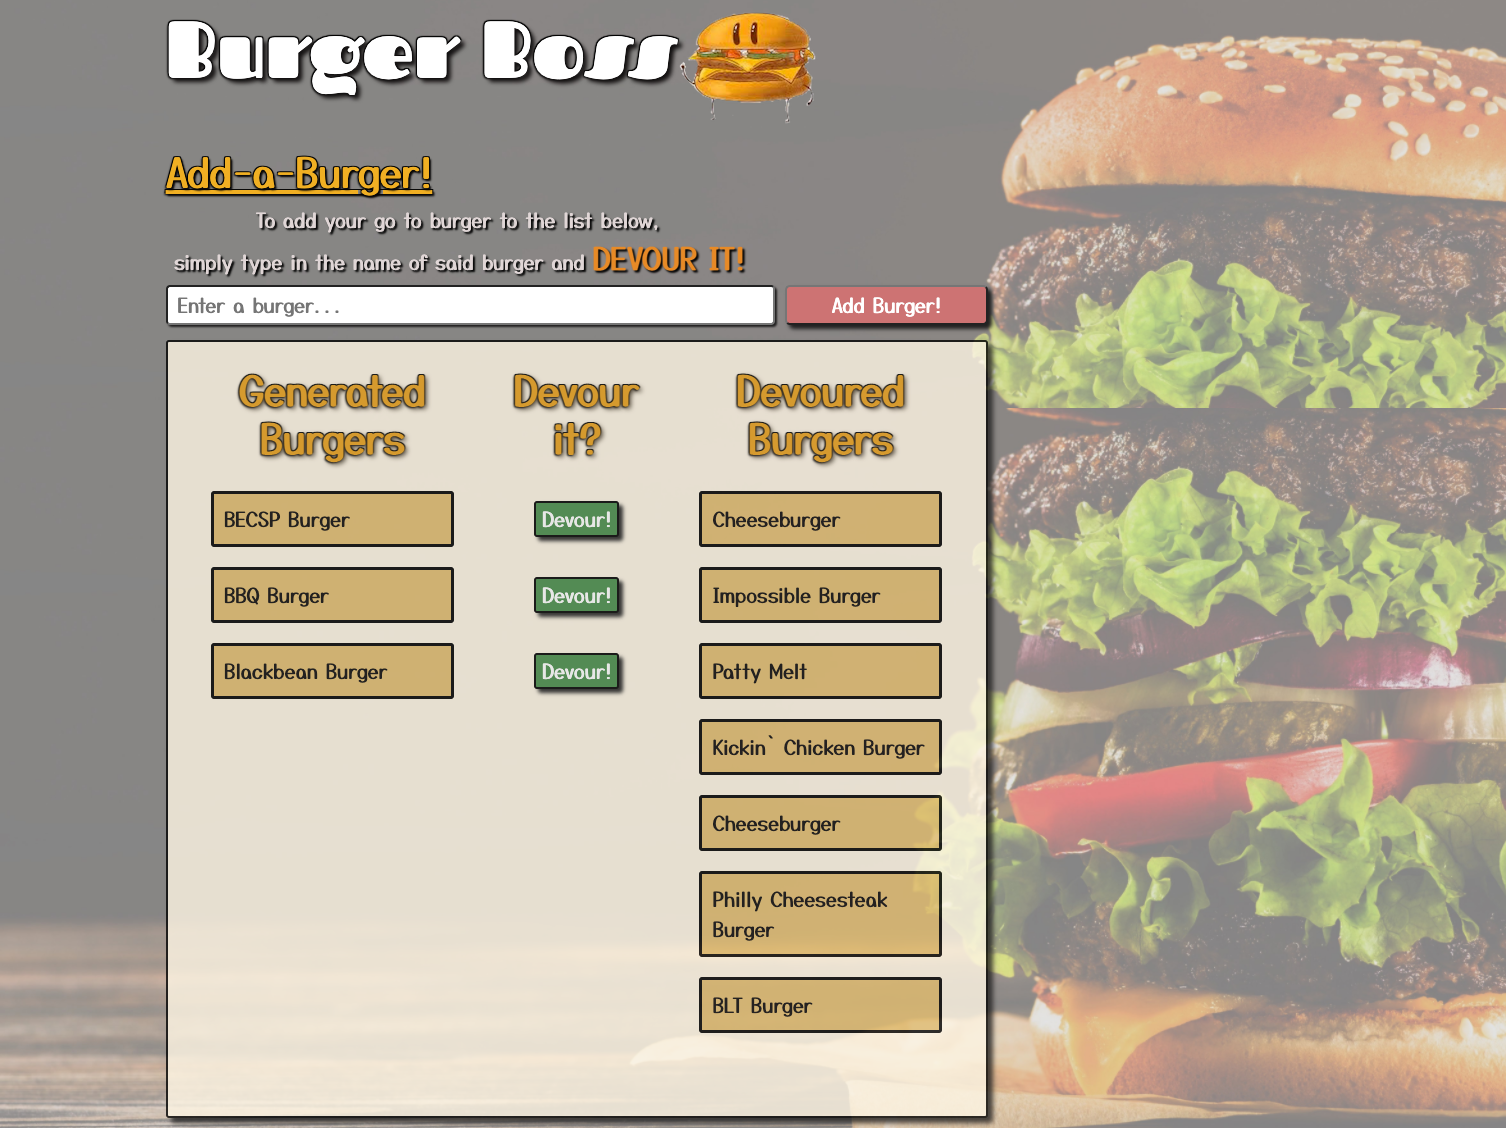 Burger Boss
Add-a-Burger!
To add your go to burger to the list below,
simply type in the name of said burger and DEVOUR IT!
Enter a burger...
Add Burger!
Generated
Burgers
Devour
it?
Devoured
Burgers
BECSP Burger
Devour!
Cheeseburger
BBQ Burger
Devour!
Impossible Burger
Blackbean Burger
Devour!
Patty Melt
Kickin` Chicken Burger
Cheeseburger
Philly Cheesesteak
Burger
BLT Burger